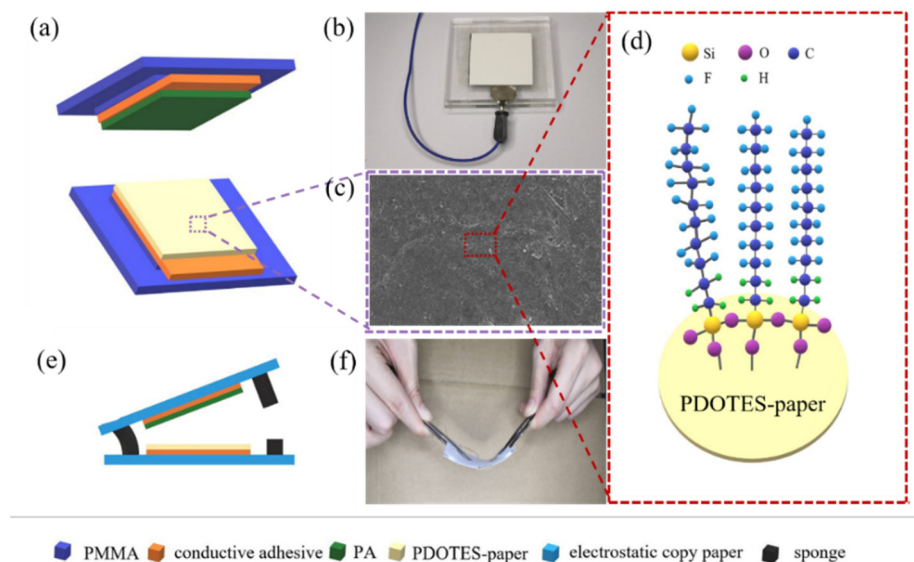 (a)
(b)
(c)
(d)
Si O C
F H
PDOTES-paper
(e)
(f)
PMMA conductive adhesive PA PDOTES-paper electrostatic copy paper sponge